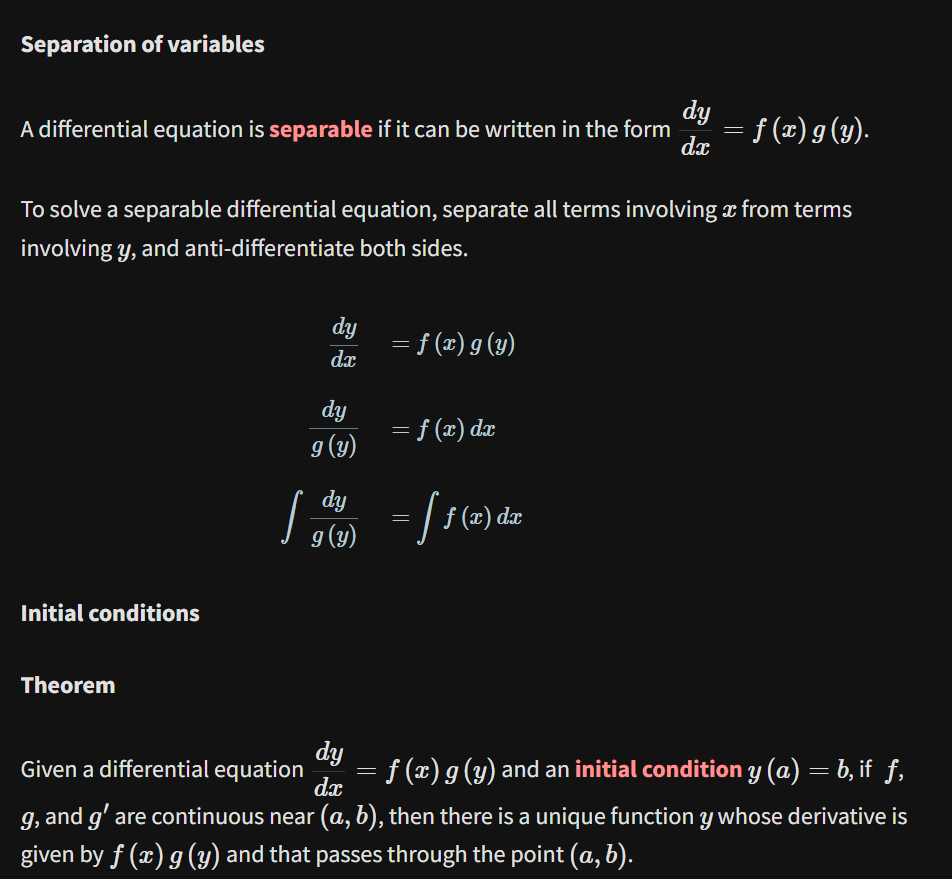 Separation of variables
A differential equation is separable if it can be written in the form dy/dx = f (x) g (y).
To solve a separable differential equation, separate all terms involving x from terms
involving y, and anti-differentiate both sides.
dy/dx = f (x) g (y)
dy/g (y) = f (x) dx
∫ dy/g (y) = ∫ f (x) dx
Initial conditions
Theorem
Given a differential equation dy/dx = f (x) g (y) and an initial condition y (a) = b, if f,
g, and g′ are continuous near (a, b), then there is a unique function y whose derivative is
given by f (x) g (y) and that passes through the point (a, b).